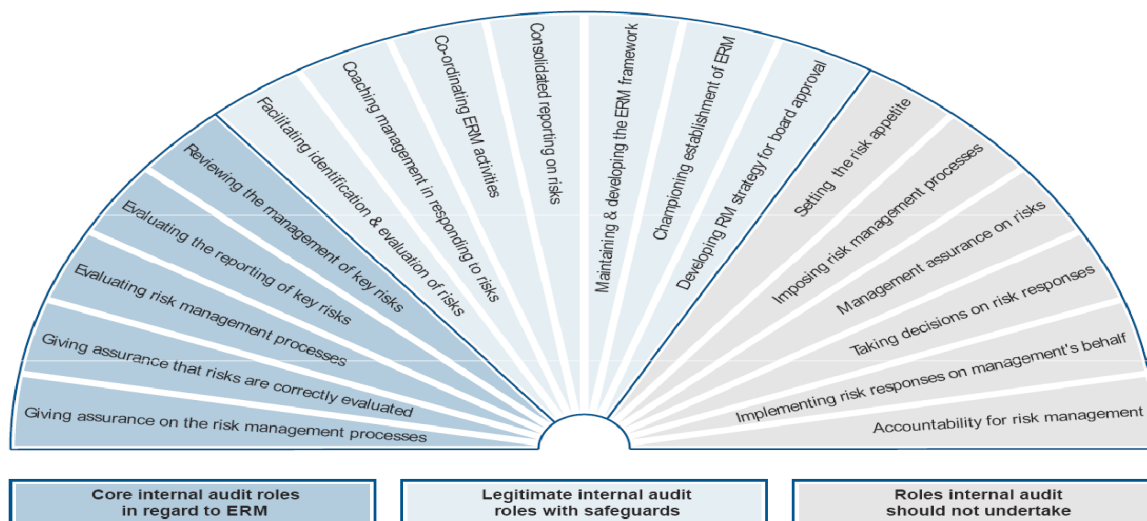 Giving assurance on the risk management processes
Giving assurance that risks are correctly evaluated
Evaluating risk management processes
Evaluating the reporting of key risks
Reviewing the management of key risks
Facilitating identification & evaluation of risks
Coaching management in responding to risks
Co-ordinating ERM activities
Consolidated reporting on risks
Maintaining & developing the ERM framework
Championing establishment of ERM
Developing RM strategy for board approval
Setting the risk appetite
Imposing risk management processes
Management assurance on risks
Taking decisions on risk responses
Implementing risk responses on management's behalf
Accountability for risk management
Core internal audit roles
in regard to ERM
Legitimate internal audit
roles with safeguards
Roles internal audit
should not undertake